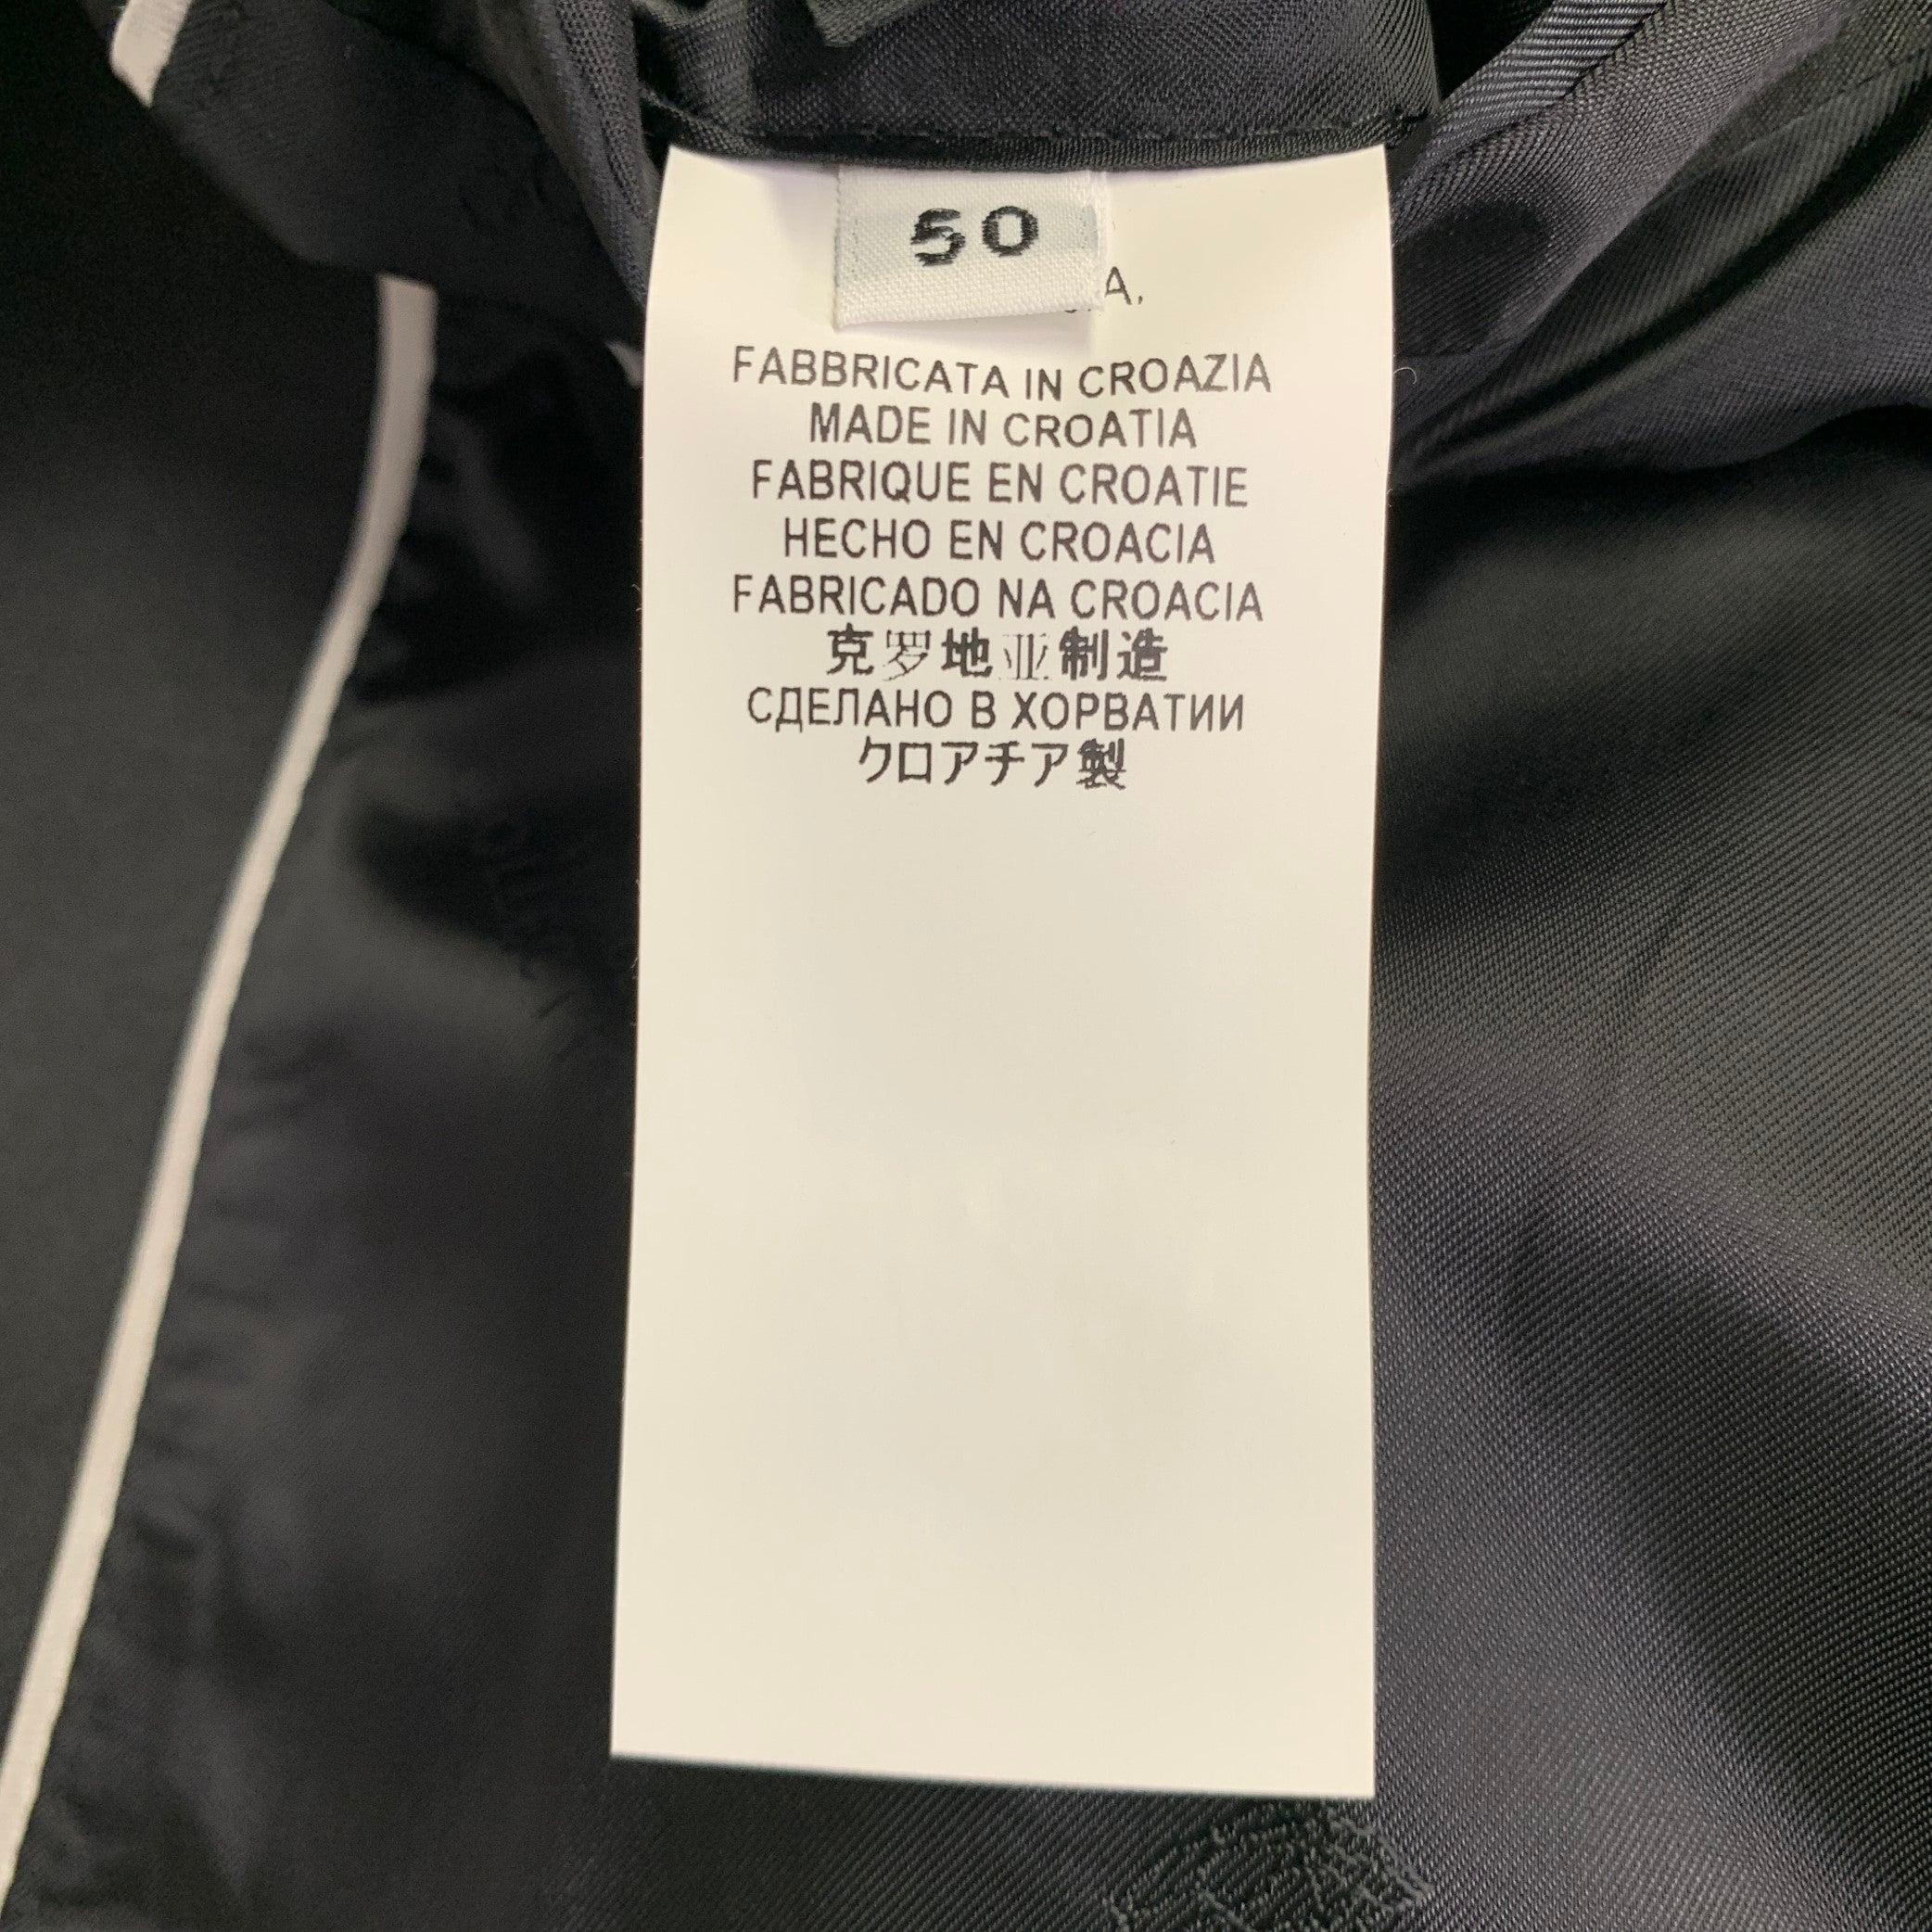 50
FABBRICATA IN CROAZIA
MADE IN CROATIA
FABRIQUE EN CROATIE
HECHO EN CROACIA
FABRICADO NA CROACIA
克罗地亚制造
СДЕЛАНО В ХОРВАТИИ
クロアチア製